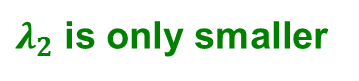 λ₂ is only smaller